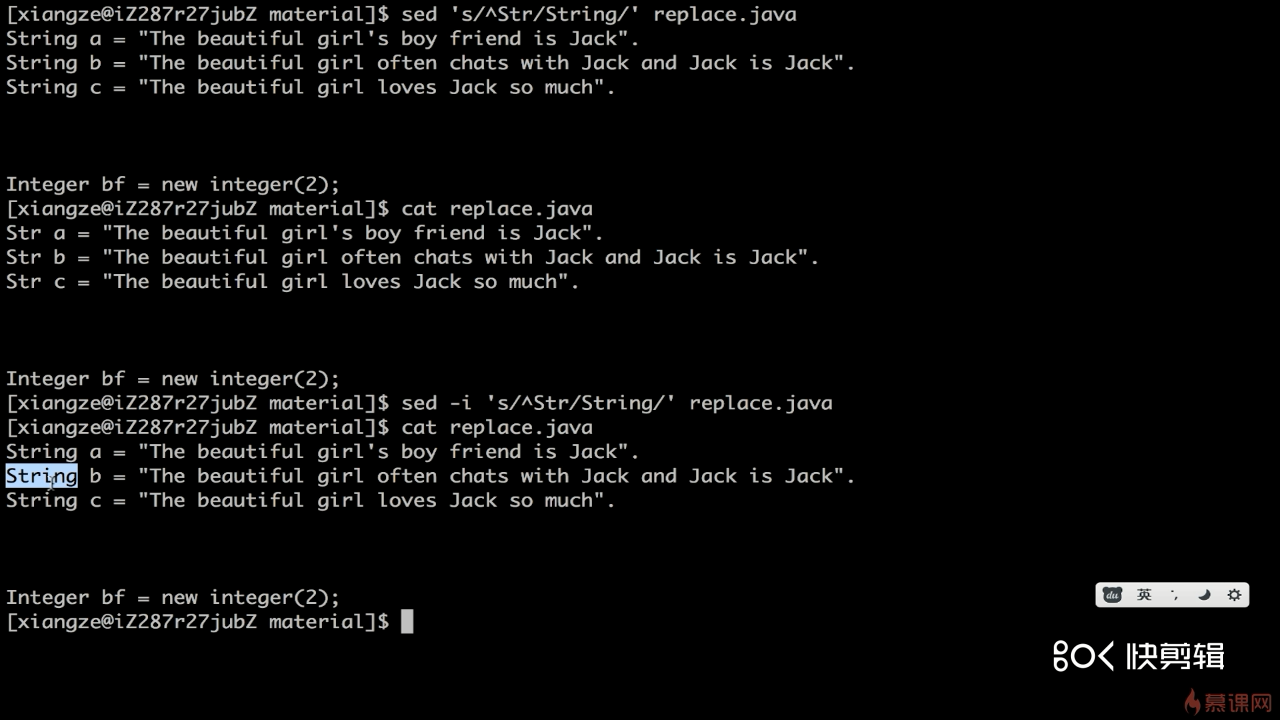 [xiangze@iZ287r27jubZ material]$ sed 's/^Str/String/' replace.java
String a = "The beautiful girl's boy friend is Jack".
String b = "The beautiful girl often chats with Jack and Jack is Jack".
String c = "The beautiful girl loves Jack so much".
Integer bf = new integer(2);
[xiangze@iZ287r27jubZ material]$ cat replace.java
Str a = "The beautiful girl's boy friend is Jack".
Str b = "The beautiful girl often chats with Jack and Jack is Jack".
Str c = "The beautiful girl loves Jack so much".
Integer bf = new integer(2);
[xiangze@iZ287r27jubZ material]$ sed -i 's/^Str/String/' replace.java
[xiangze@iZ287r27jubZ material]$ cat replace.java
String a = "The beautiful girl's boy friend is Jack".
String b = "The beautiful girl often chats with Jack and Jack is Jack".
String c = "The beautiful girl loves Jack so much".
Integer bf = new integer(2);
[xiangze@iZ287r27jubZ material]$
du 英
快剪辑
慕课网